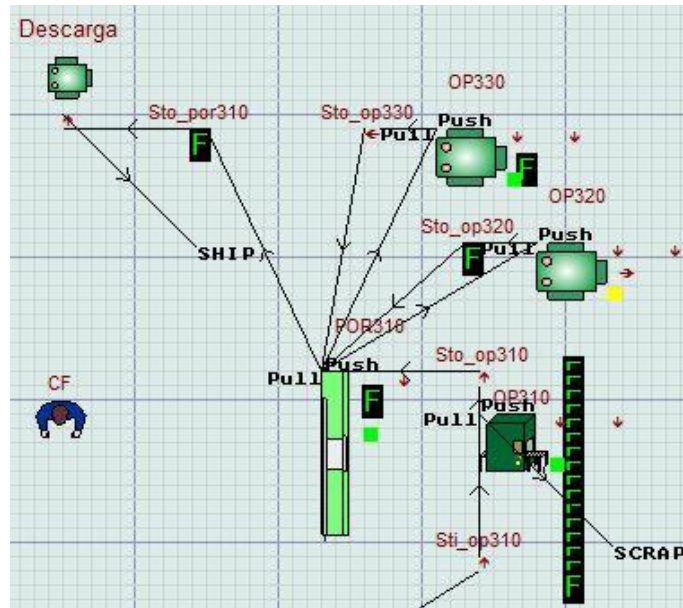 Descarga
OP330
Sto_por310
Sto_op330
Push
Pull
F
F
OP320
Sto_op320
Push
Pull
F
SHIP
POR310
Push
Pull
Sto_op310
CF
F
OP310
Push
Pull
F
F
F
F
F
F
F
F
F
F
F
F
F
F
Sti_op310
SCRAP